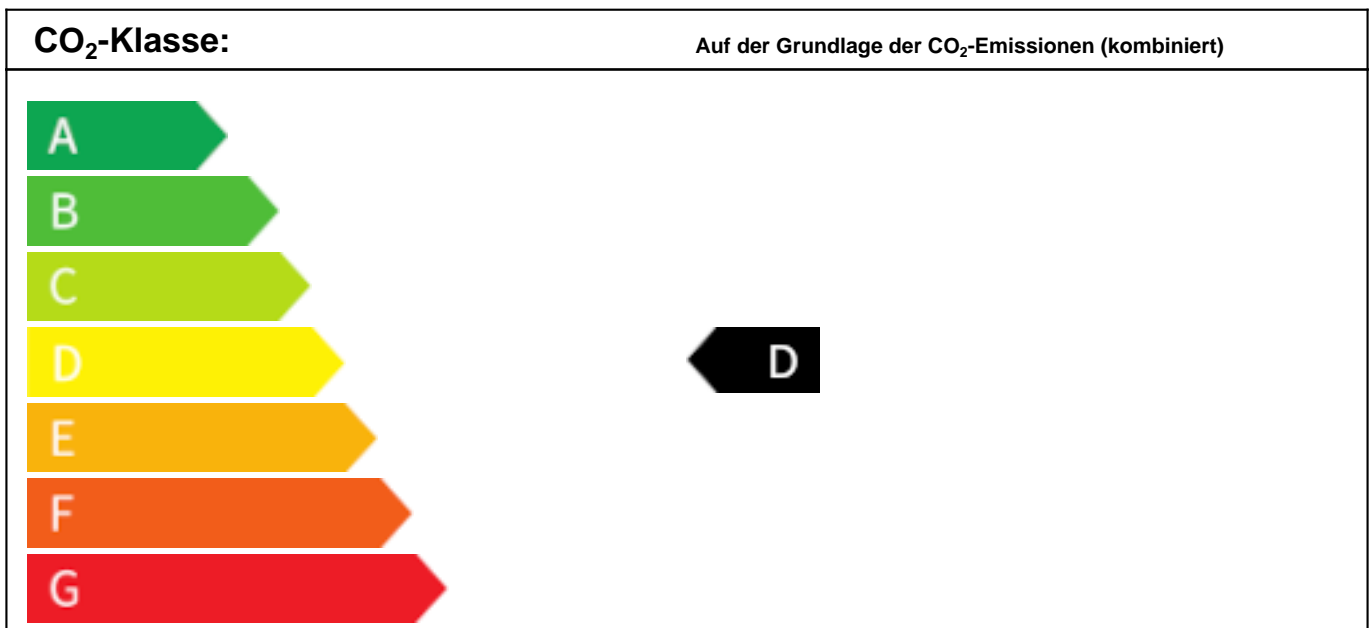 CO₂-Klasse:
Auf der Grundlage der CO₂-Emissionen (kombiniert)
A
B
C
D
D
E
F
G